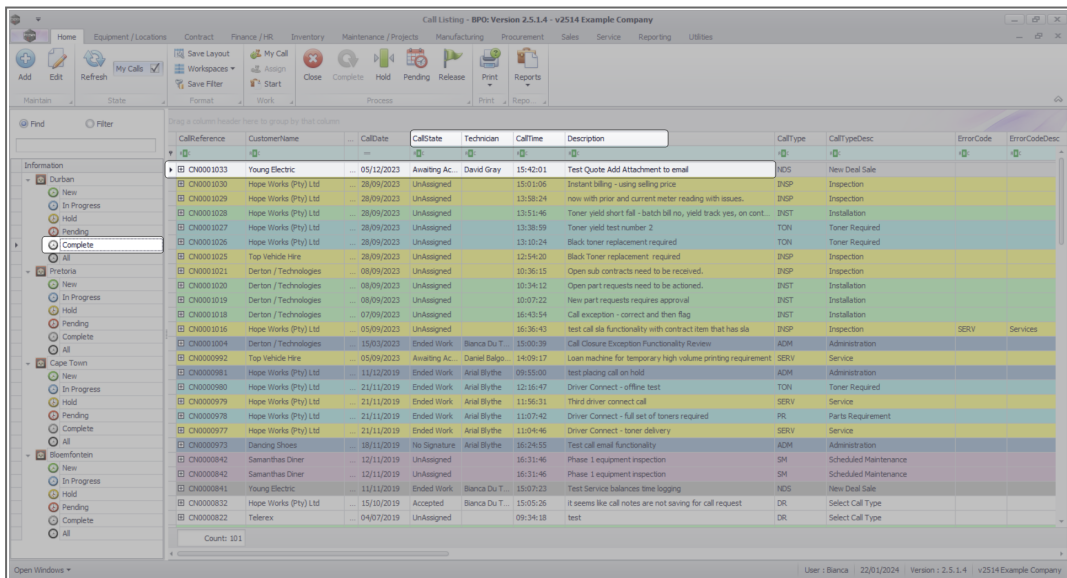 Call Listing - BPO: Version 2.5.1.4 - v2514 Example Company
Home Equipment / Locations Contract Finance / HR Inventory Maintenance / Projects Manufacturing Procurement Sales Service Reporting Utilities
Save Layout My Call
Workspaces Assign
Save Filter Start
Add Edit Refresh My Calls Close Complete Hold Pending Release Print Reports
Maintain State Format Work Process Print Repo...
Find Filter
Drag a column header here to group by that column
CallReference CustomerName ... CallDate CallState Technician CallTime Description CallType CallTypeDesc ErrorCode ErrorCodeDesc
Information
Durban
New
In Progress
Hold
Pending
Complete
All
Pretoria
New
In Progress
Hold
Pending
Complete
All
Cape Town
New
In Progress
Hold
Pending
Complete
All
Bloemfontein
New
In Progress
Hold
Pending
Complete
All
CN0001033 Young Electric ... 05/12/2023 Awaiting Ac... David Gray 15:42:01 Test Quote Add Attachment to email NDS New Deal Sale
CN0001030 Hope Works (Pty) Ltd ... 28/09/2023 UnAssigned 15:01:06 Instant billing - using selling price INSP Inspection
CN0001029 Hope Works (Pty) Ltd ... 28/09/2023 UnAssigned 13:58:24 now with prior and current meter reading with issues. INSP Inspection
CN0001028 Hope Works (Pty) Ltd ... 28/09/2023 UnAssigned 13:51:46 Toner yield short fall - batch bill no, yield track yes, on cont... INST Installation
CN0001027 Hope Works (Pty) Ltd ... 28/09/2023 UnAssigned 13:38:59 Toner yield test number 2 TON Toner Required
CN0001026 Hope Works (Pty) Ltd ... 28/09/2023 UnAssigned 13:10:24 Black toner replacement required TON Toner Required
CN0001025 Top Vehicle Hire ... 28/09/2023 UnAssigned 12:54:20 Black Toner replacement required INSP Inspection
CN0001021 Derton / Technologies ... 08/09/2023 UnAssigned 10:36:15 Open sub contracts need to be received. INSP Inspection
CN0001020 Derton / Technologies ... 08/09/2023 UnAssigned 10:34:12 Open part requests need to be actioned. INST Installation
CN0001019 Derton / Technologies ... 08/09/2023 UnAssigned 10:07:22 New part requests requires approval INST Installation
CN0001018 Derton / Technologies ... 07/09/2023 UnAssigned 16:43:54 Call exception - correct and then flag INST Installation
CN0001016 Hope Works (Pty) Ltd ... 05/09/2023 UnAssigned 16:36:43 test call sla functionality with contract item that has sla INSP Inspection SERV Services
CN0001004 Derton / Technologies ... 15/03/2023 Ended Work Bianca Du T... 15:00:39 Call Closure Exception Functionality Review ADM Administration
CN0000992 Top Vehicle Hire ... 05/09/2023 Awaiting Ac... Daniel Balgo... 14:09:17 Loan machine for temporary high volume printing requirement SERV Service
CN0000981 Hope Works (Pty) Ltd ... 11/12/2019 Ended Work Arial Blythe 09:55:00 test placing call on hold ADM Administration
CN0000980 Hope Works (Pty) Ltd ... 21/11/2019 Ended Work Arial Blythe 12:16:47 Driver Connect - offline test TON Toner Required
CN0000979 Hope Works (Pty) Ltd ... 21/11/2019 Ended Work Arial Blythe 11:56:31 Third driver connect call SERV Service
CN0000978 Hope Works (Pty) Ltd ... 21/11/2019 Ended Work Arial Blythe 11:07:42 Driver Connect - full set of toners required PR Parts Requirement
CN0000977 Hope Works (Pty) Ltd ... 21/11/2019 Ended Work Arial Blythe 11:04:46 Driver Connect - toner delivery SERV Service
CN0000973 Dancing Shoes ... 18/11/2019 No Signature Arial Blythe 16:24:55 Test call email functionality ADM Administration
CN0000842 Samanthas Diner ... 12/11/2019 UnAssigned 16:31:46 Phase 1 equipment inspection SM Scheduled Maintenance
CN0000842 Samanthas Diner ... 12/11/2019 UnAssigned 16:31:46 Phase 1 equipment inspection SM Scheduled Maintenance
CN0000841 Young Electric ... 11/11/2019 Ended Work Bianca Du T... 15:07:23 Test Service balances time logging NDS New Deal Sale
CN0000832 Hope Works (Pty) Ltd ... 15/10/2019 Accepted Bianca Du T... 15:05:26 it seems like call notes are not saving for call request DR Select Call Type
CN0000822 Telerex ... 04/07/2019 UnAssigned 09:34:18 test DR Select Call Type
Count: 101
Open Windows User : Bianca 22/01/2024 Version : 2.5.1.4 v2514 Example Company